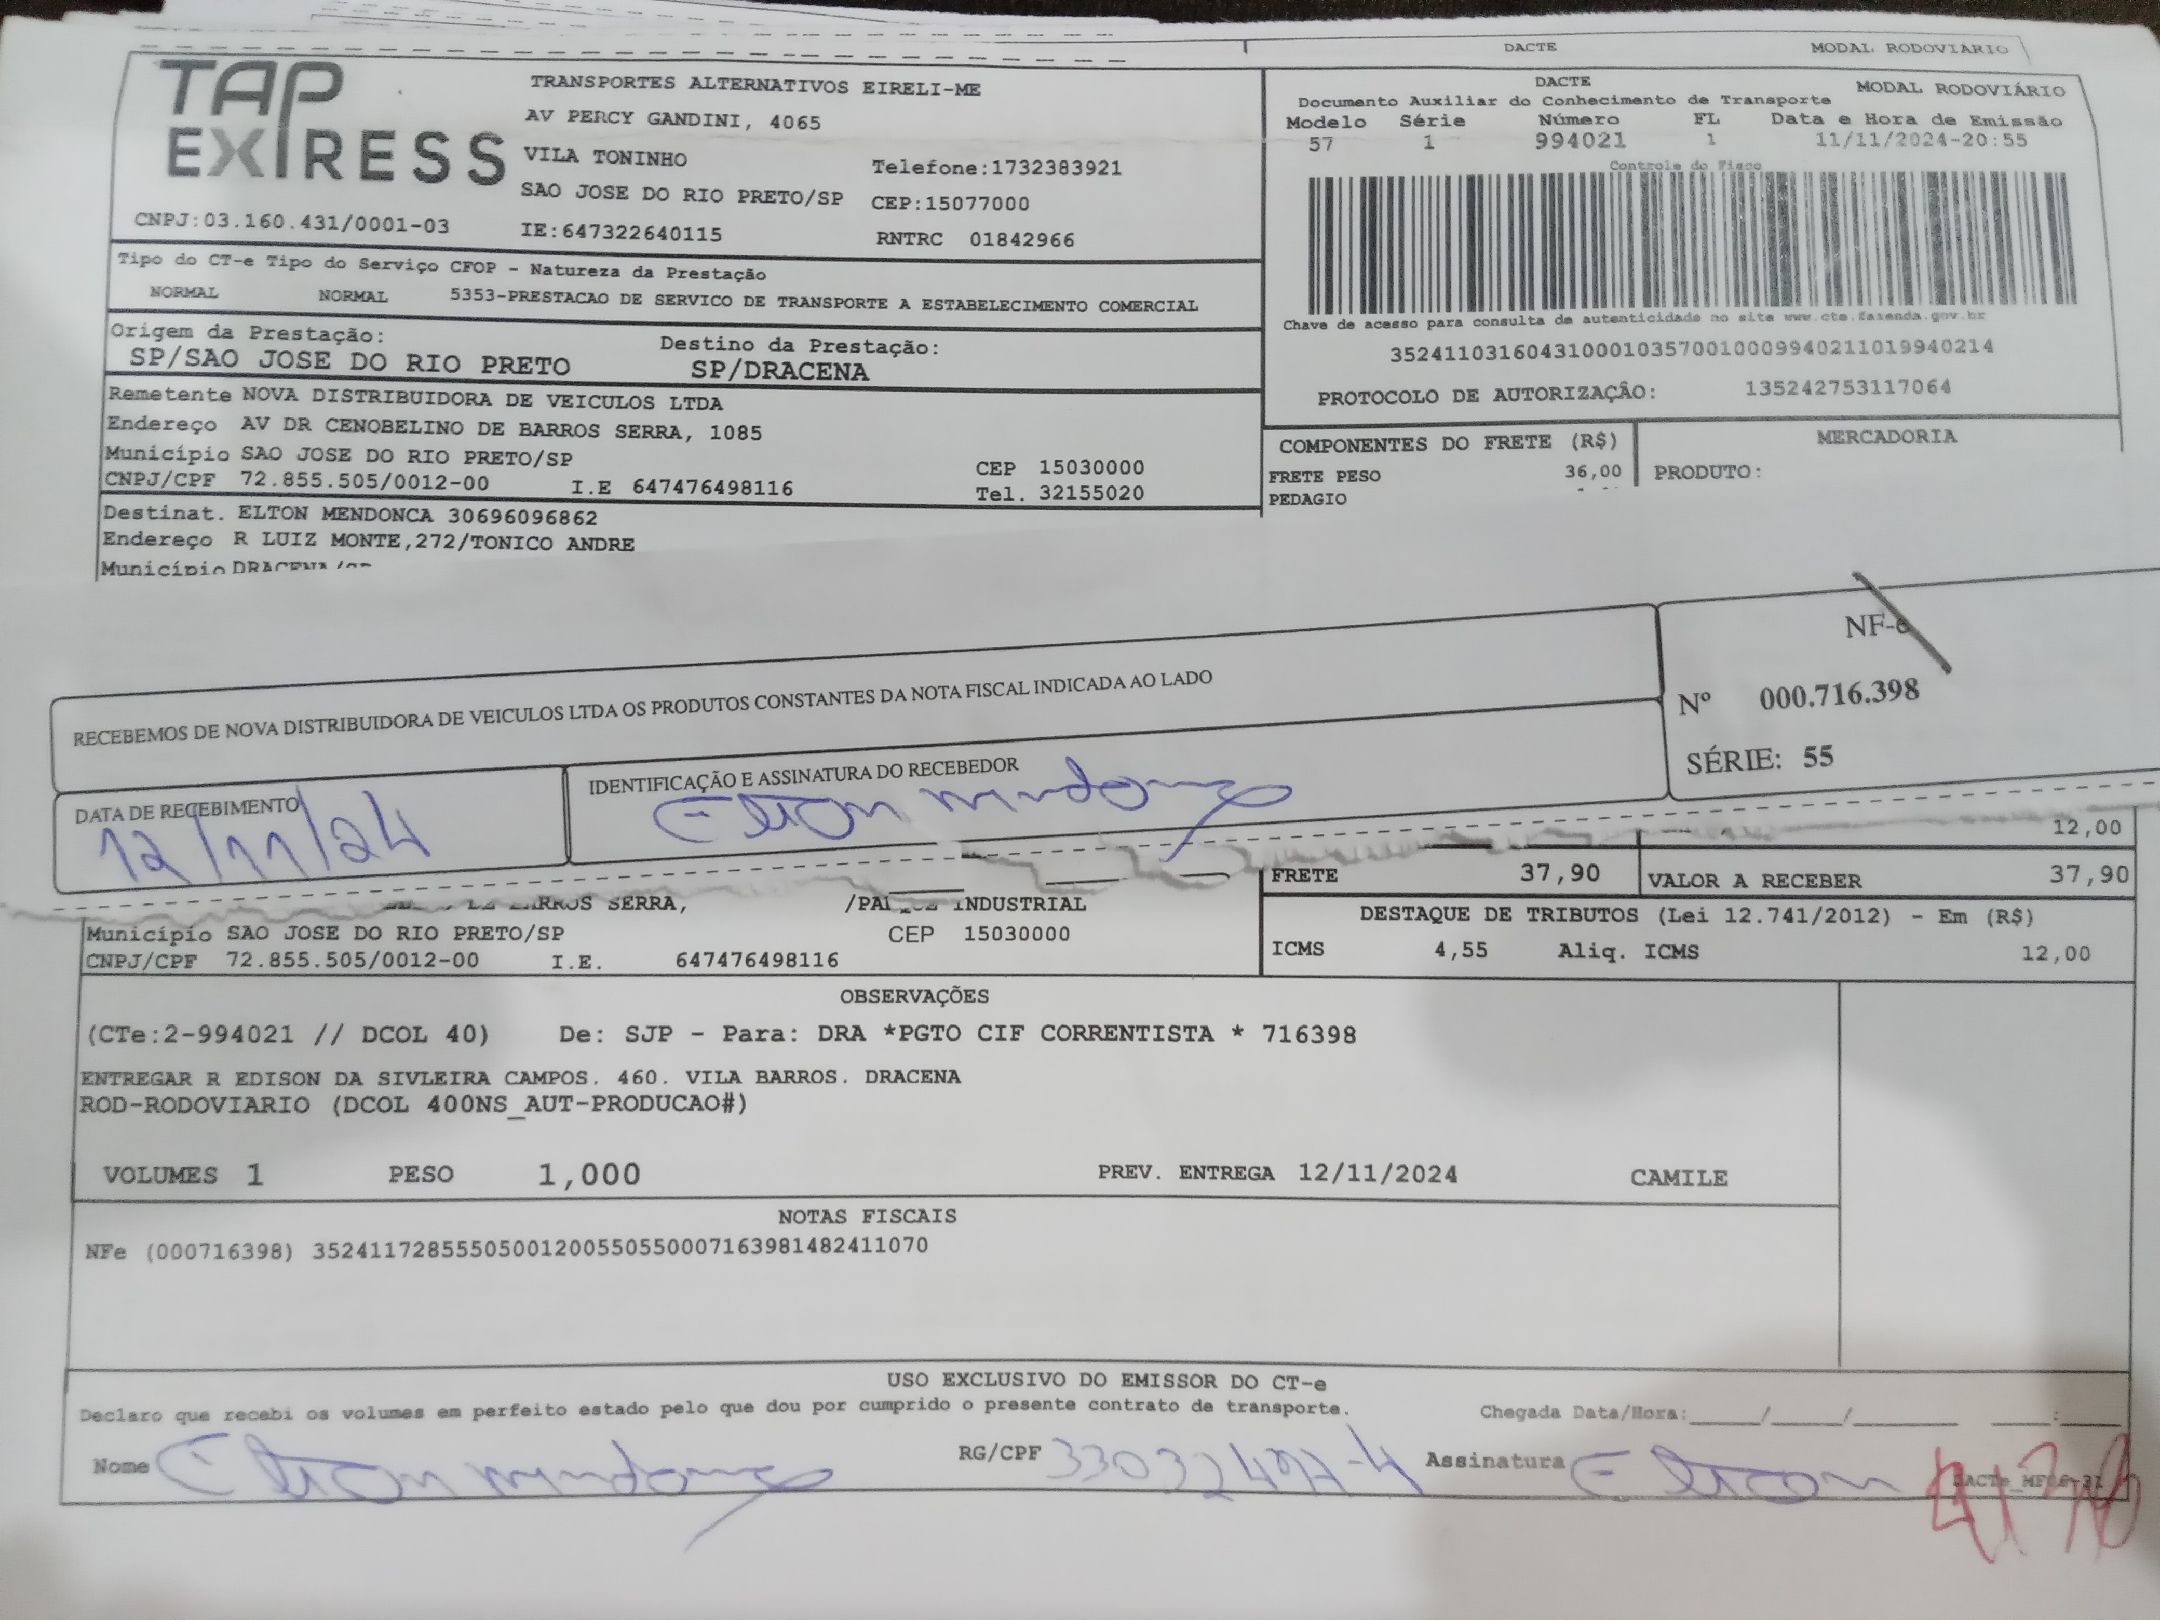 DACTE MODAL RODOVIARIO
TAP EXPRESS
TRANSPORTES ALTERNATIVOS EIRELI-ME
AV PERCY GANDINI, 4065
VILA TONINHO Telefone:1732383921
SAO JOSE DO RIO PRETO/SP CEP:15077000
CNPJ:03.160.431/0001-03 IE:647322640115 RNTRC 01842966
DACTE MODAL RODOVIÁRIO
Documento Auxiliar do Conhecimento de Transporte
Modelo Série Número FL Data e Hora de Emissão
57 1 994021 1 11/11/2024-20:55
Controle do Fisco
Chave de acesso para consulta de autenticidade no site www.cte.fazenda.gov.br
35241103160431000103570010009940211019940214
PROTOCOLO DE AUTORIZAÇÂO: 135242753117064
Tipo do CT-e Tipo do Serviço CFOP - Natureza da Prestação
NORMAL NORMAL 5353-PRESTACAO DE SERVICO DE TRANSPORTE A ESTABELECIMENTO COMERCIAL
Origem da Prestação: Destino da Prestação:
SP/SAO JOSE DO RIO PRETO SP/DRACENA
Remetente NOVA DISTRIBUIDORA DE VEICULOS LTDA
Endereço AV DR CENOBELINO DE BARROS SERRA, 1085
Município SAO JOSE DO RIO PRETO/SP CEP 15030000
CNPJ/CPF 72.855.505/0012-00 I.E 647476498116 Tel. 32155020
COMPONENTES DO FRETE (R$) MERCADORIA
FRETE PESO 36,00 PRODUTO:
PEDAGIO
Destinat. ELTON MENDONCA 30696096862
Endereço R LUIZ MONTE,272/TONICO ANDRE
Município DRACENA
RECEBEMOS DE NOVA DISTRIBUIDORA DE VEICULOS LTDA OS PRODUTOS CONSTANTES DA NOTA FISCAL INDICADA AO LADO
NF-e
Nº 000.716.398
SÉRIE: 55
DATA DE RECEBIMENTO IDENTIFICAÇÃO E ASSINATURA DO RECEBEDOR
12/11/24 Elton Mendonça
12,00
FRETE 37,90 VALOR A RECEBER 37,90
SERRA, INDUSTRIAL
Município SAO JOSE DO RIO PRETO/SP CEP 15030000
CNPJ/CPF 72.855.505/0012-00 I.E. 647476498116
DESTAQUE DE TRIBUTOS (Lei 12.741/2012) - Em (R$)
ICMS 4,55 Aliq. ICMS 12,00
OBSERVAÇÕES
(CTe:2-994021 // DCOL 40) De: SJP - Para: DRA *PGTO CIF CORRENTISTA * 716398
ENTREGAR R EDISON DA SIVLEIRA CAMPOS. 460. VILA BARROS. DRACENA
ROD-RODOVIARIO (DCOL 400NS_AUT-PRODUCAO#)
VOLUMES 1 PESO 1,000 PREV. ENTREGA 12/11/2024 CAMILE
NOTAS FISCAIS
NFe (000716398) 35241172855505001200550550007163981482411070
USO EXCLUSIVO DO EMISSOR DO CT-e
Declaro que recebi os volumes em perfeito estado pelo que dou por cumprido o presente contrato de transporte. Chegada Data/Hora:____/____/______ ___:___
Nome Elton Mendonça RG/CPF 33032497-4 Assinatura Elton